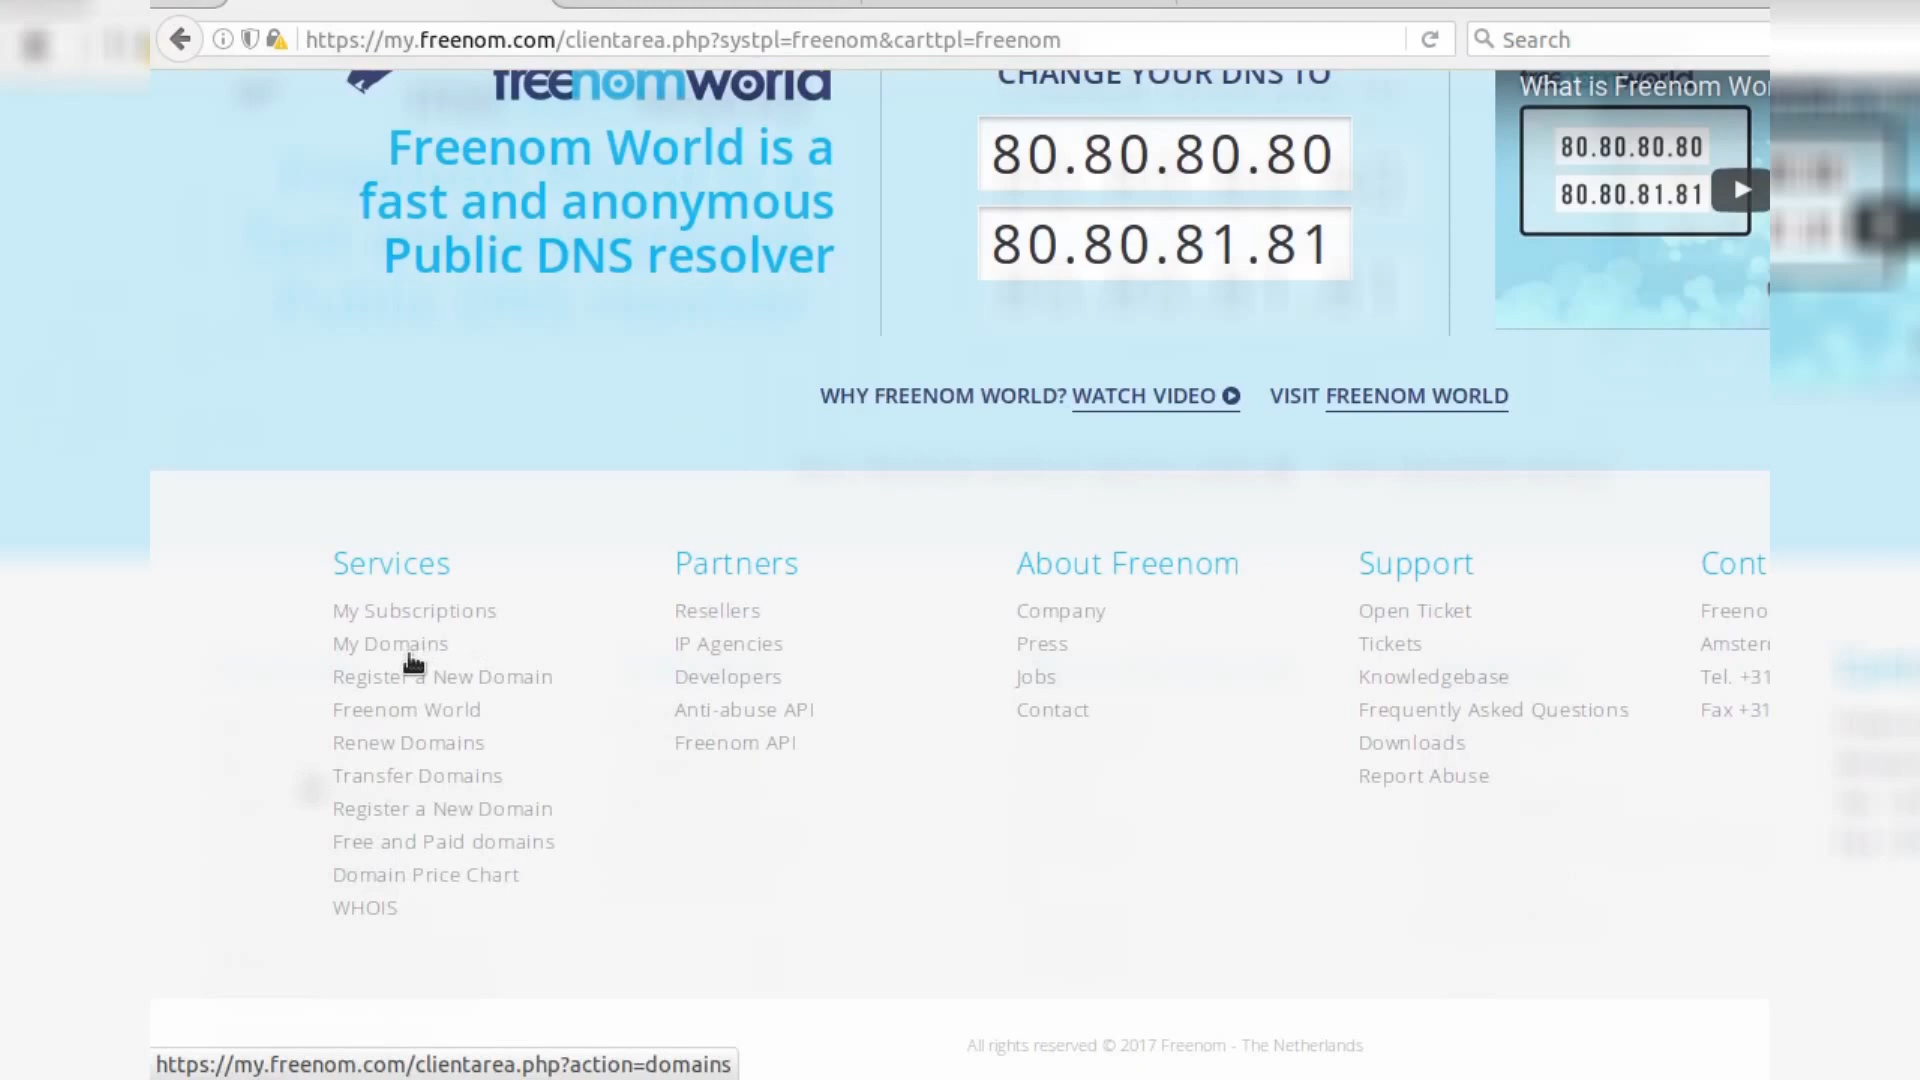 https://my.freenom.com/clientarea.php?systpl=freenom&carttpl=freenom
Search
freenomworld
Freenom World is a
fast and anonymous
Public DNS resolver
CHANGE YOUR DNS TO
80.80.80.80
80.80.81.81
What is Freenom Wor
80.80.80.80
80.80.81.81
WHY FREENOM WORLD? WATCH VIDEO
VISIT FREENOM WORLD
Services
My Subscriptions
My Domains
Register a New Domain
Freenom World
Renew Domains
Transfer Domains
Register a New Domain
Free and Paid domains
Domain Price Chart
WHOIS
Partners
Resellers
IP Agencies
Developers
Anti-abuse API
Freenom API
About Freenom
Company
Press
Jobs
Contact
Support
Open Ticket
Tickets
Knowledgebase
Frequently Asked Questions
Downloads
Report Abuse
Cont
Freeno
Amster
Tel. +31
Fax +31
All rights reserved © 2017 Freenom - The Netherlands
https://my.freenom.com/clientarea.php?action=domains